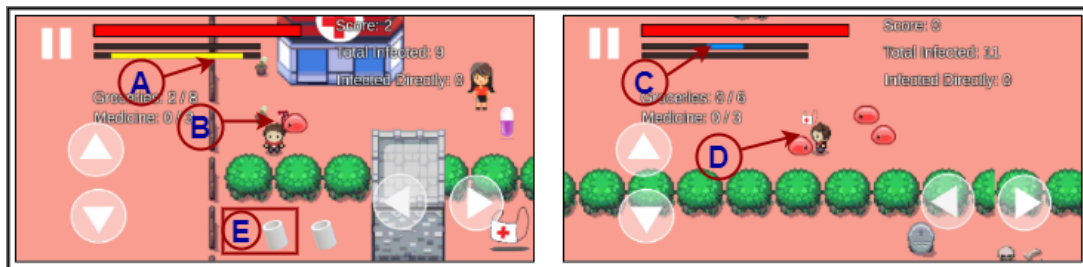 Score: 2
Total Infected: 9
A
Infected Directly: 0
Groceries: 2 / 8
Medicine: 0 / 3
B
E
Score: 0
Total Infected: 11
C
Infected Directly: 0
Groceries: 0 / 6
Medicine: 0 / 3
D